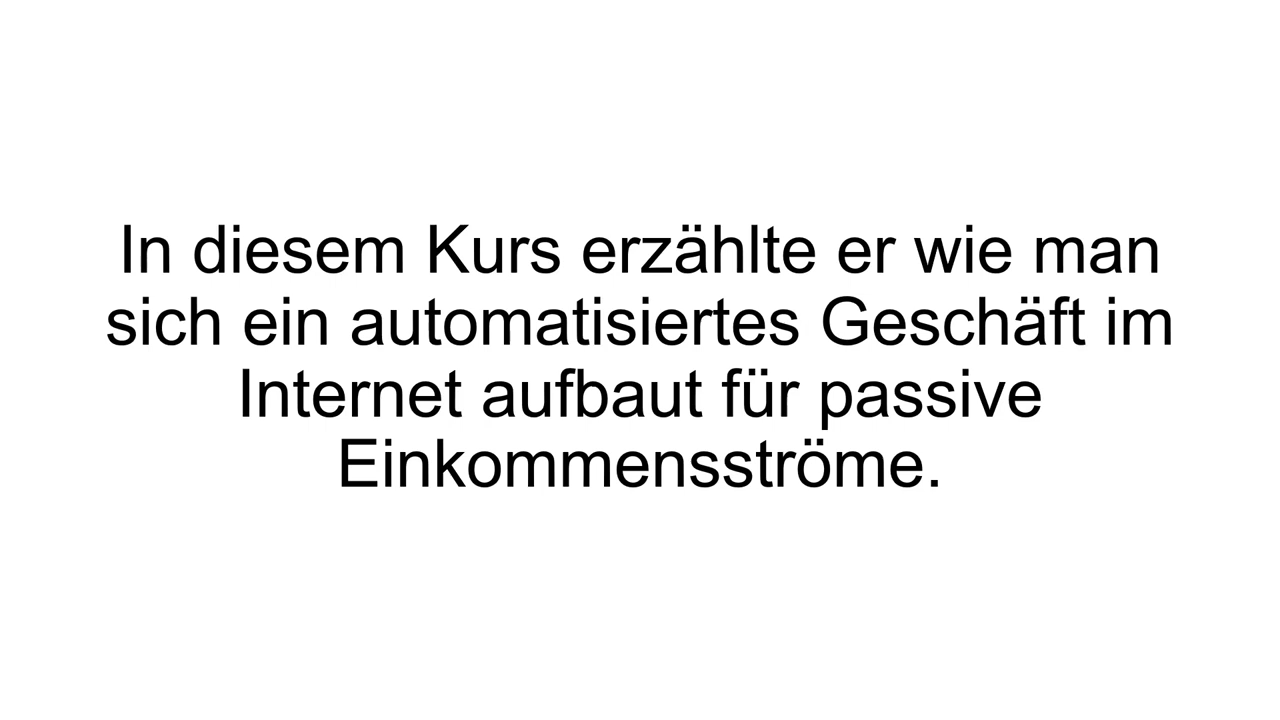 In diesem Kurs erzählte er wie man
sich ein automatisiertes Geschäft im
Internet aufbaut für passive
Einkommensströme.